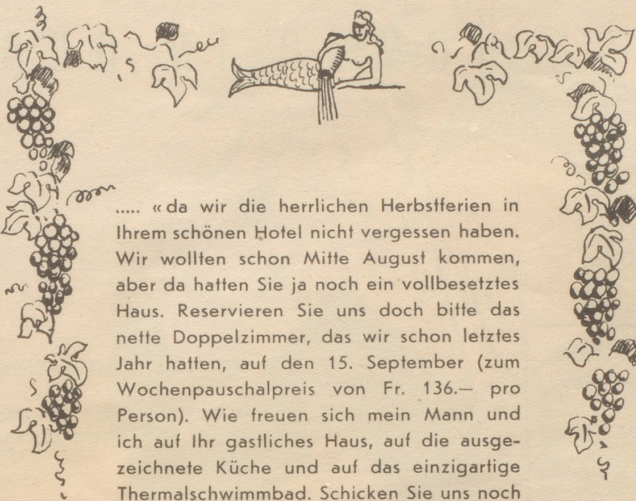 ..... «da wir die herrlichen Herbstferien in
Ihrem schönen Hotel nicht vergessen haben.
Wir wollten schon Mitte August kommen,
aber da hatten Sie ja noch ein vollbesetztes
Haus. Reservieren Sie uns doch bitte das
nette Doppelzimmer, das wir schon letztes
Jahr hatten, auf den 15. September (zum
Wochenpauschalpreis von Fr. 136.— pro
Person). Wie freuen sich mein Mann und
ich auf Ihr gastliches Haus, auf die ausge-
zeichnete Küche und auf das einzigartige
Thermalschwimmbad. Schicken Sie uns noch